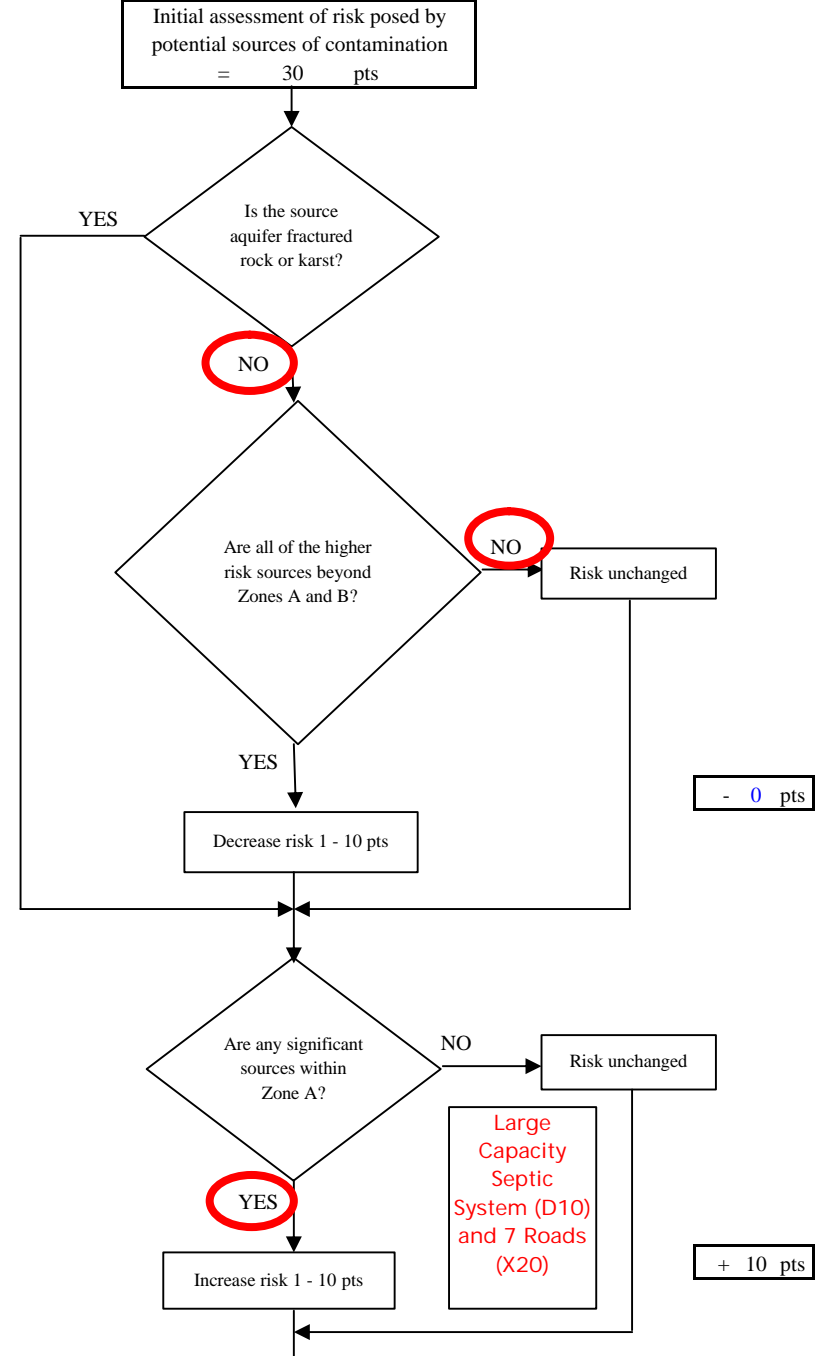 Initial assessment of risk posed by
potential sources of contamination
= 30 pts
YES
Is the source
aquifer fractured
rock or karst?
NO
Are all of the higher
risk sources beyond
Zones A and B?
NO
Risk unchanged
YES
- 0 pts
Decrease risk 1 - 10 pts
Are any significant
sources within
Zone A?
NO
Risk unchanged
Large
Capacity
Septic
System (D10)
and 7 Roads
(X20)
YES
+ 10 pts
Increase risk 1 - 10 pts